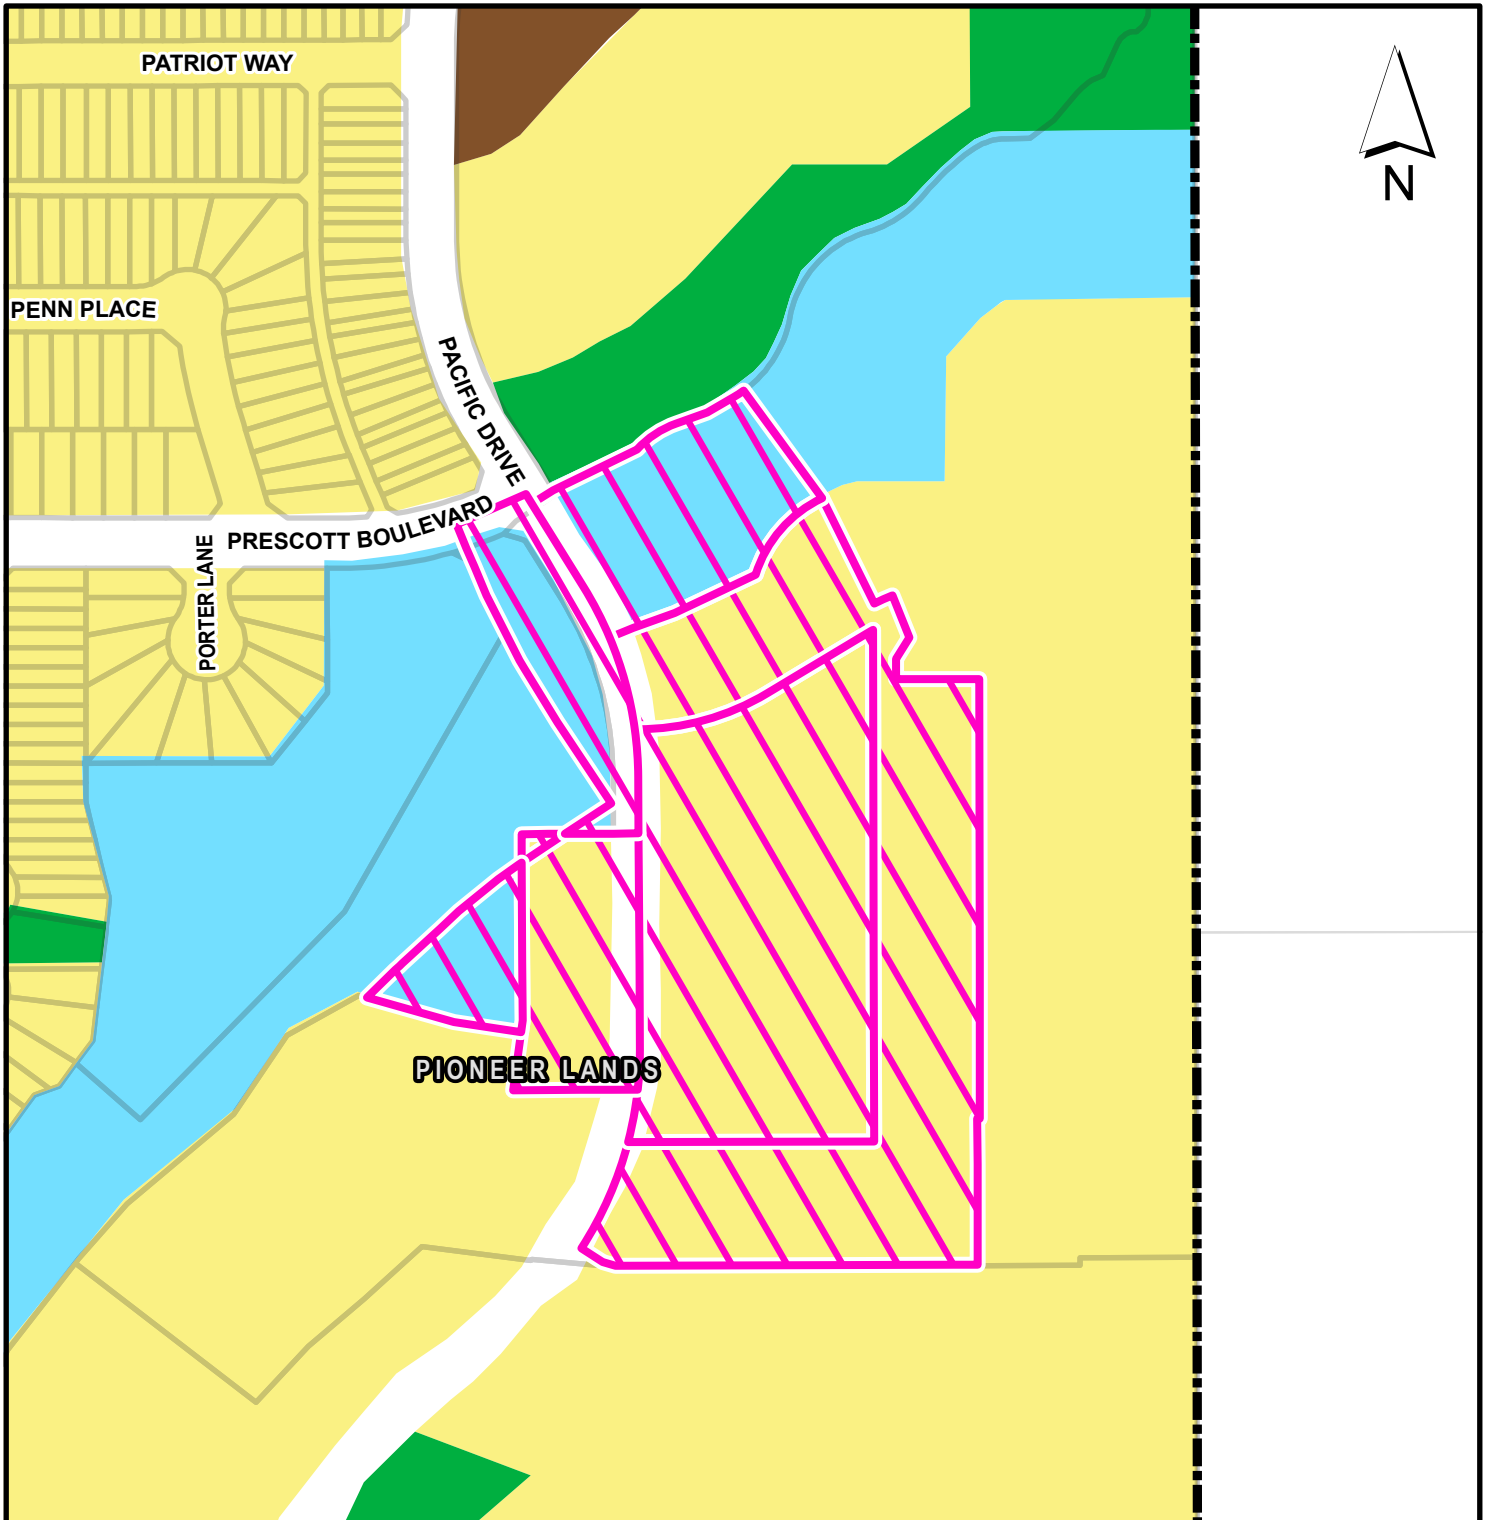 PATRIOT WAY
N
PENN PLACE
PACIFIC DRIVE
PRESCOTT BOULEVARD
PORTER LANE
PIONEER LANDS